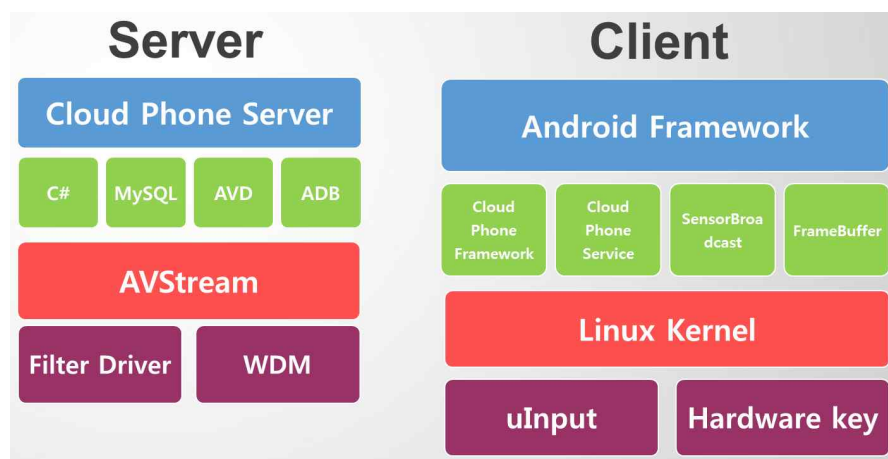 Server
Cloud Phone Server
C#
MySQL
AVD
ADB
AVStream
Filter Driver
WDM
Client
Android Framework
Cloud
Phone
Framework
Cloud
Phone
Service
SensorBroa
dcast
FrameBuffer
Linux Kernel
uInput
Hardware key